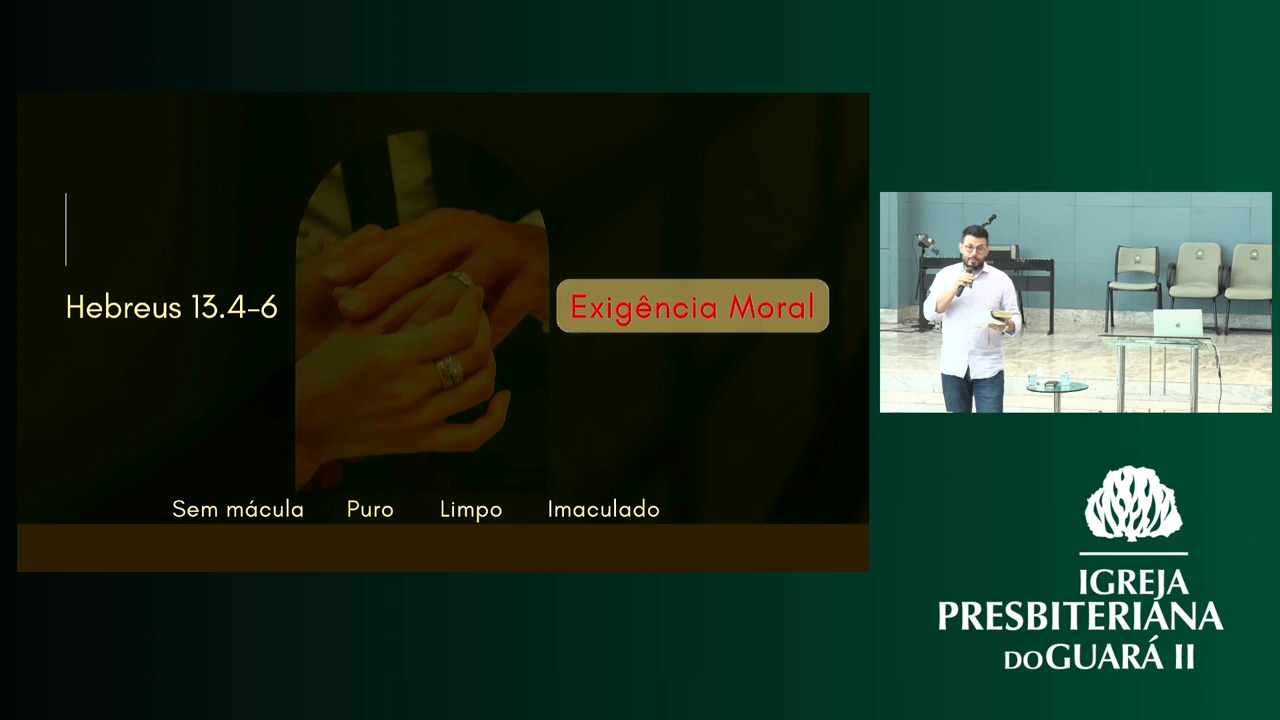 Hebreus 13.4-6
Exigência Moral
Sem mácula Puro Limpo Imaculado
IGREJA
PRESBITERIANA
DO GUARÁ II